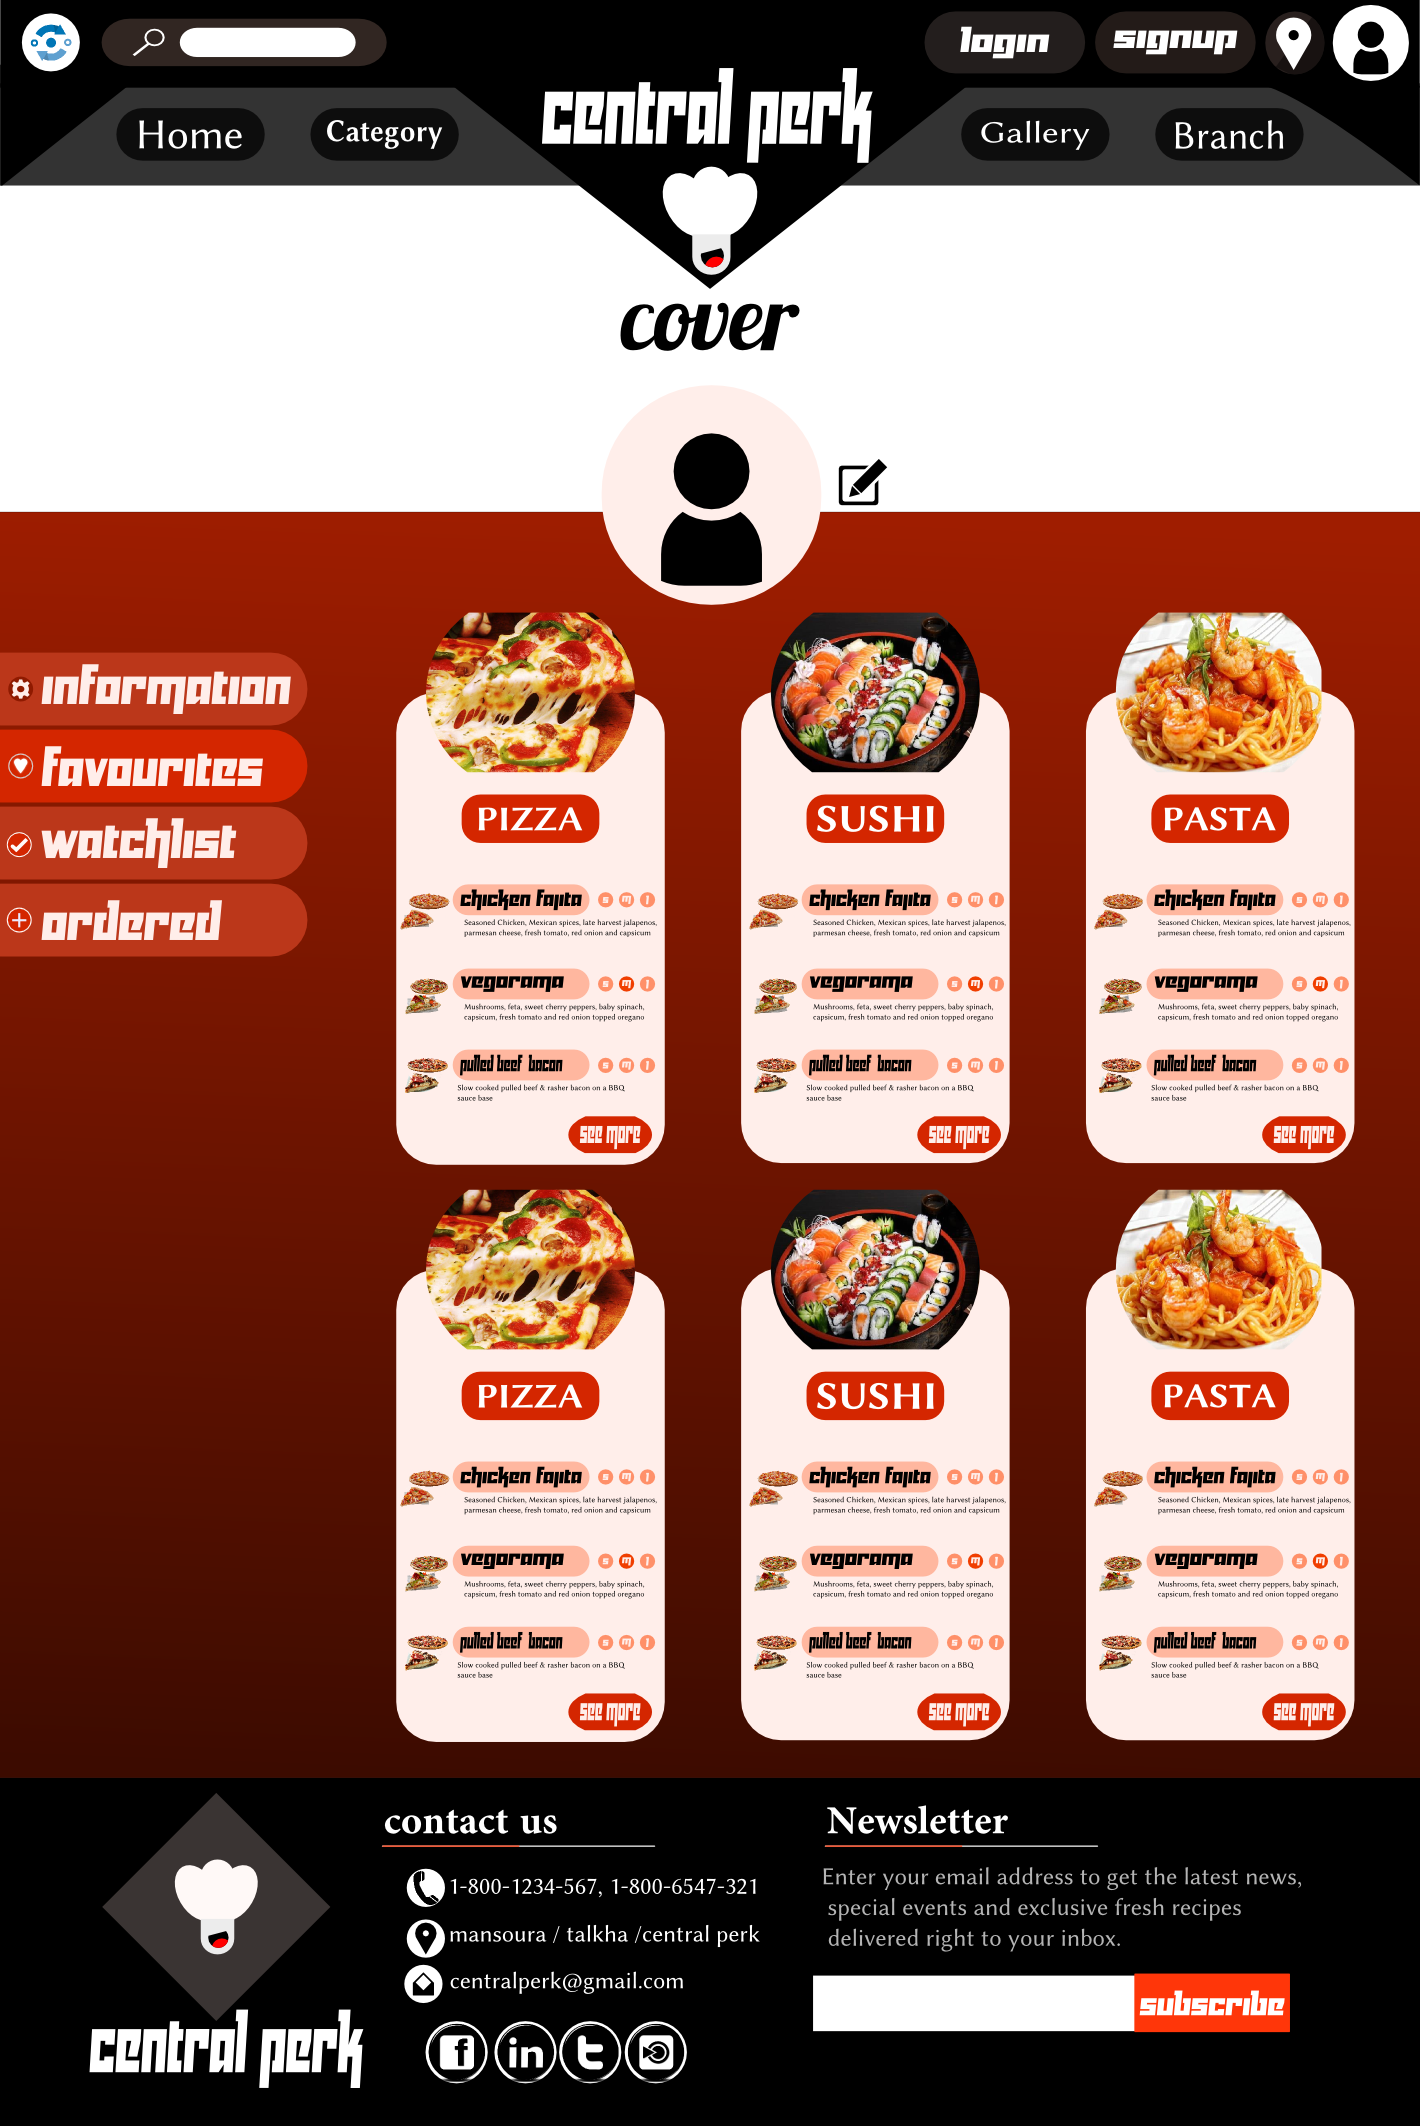 login
signup
central perk
Home
Category
Gallery
Branch
cover
information
favourites
watchlist
ordered
PIZZA
chicken fajita s m l
Seasoned Chicken, Mexican spices, late harvest jalapenos,
parmesan cheese, fresh tomato, red onion and capsicum
vegorama s m l
Mushrooms, feta, sweet cherry peppers, baby spinach,
capsicum, fresh tomato and red onion topped oregano
pulled beef bacon s m l
Slow cooked pulled beef & rasher bacon on a BBQ
sauce base
see more
SUSHI
chicken fajita s m l
Seasoned Chicken, Mexican spices, late harvest jalapenos,
parmesan cheese, fresh tomato, red onion and capsicum
vegorama s m l
Mushrooms, feta, sweet cherry peppers, baby spinach,
capsicum, fresh tomato and red onion topped oregano
pulled beef bacon s m l
Slow cooked pulled beef & rasher bacon on a BBQ
sauce base
see more
PASTA
chicken fajita s m l
Seasoned Chicken, Mexican spices, late harvest jalapenos,
parmesan cheese, fresh tomato, red onion and capsicum
vegorama s m l
Mushrooms, feta, sweet cherry peppers, baby spinach,
capsicum, fresh tomato and red onion topped oregano
pulled beef bacon s m l
Slow cooked pulled beef & rasher bacon on a BBQ
sauce base
see more
PIZZA
chicken fajita s m l
Seasoned Chicken, Mexican spices, late harvest jalapenos,
parmesan cheese, fresh tomato, red onion and capsicum
vegorama s m l
Mushrooms, feta, sweet cherry peppers, baby spinach,
capsicum, fresh tomato and red onion topped oregano
pulled beef bacon s m l
Slow cooked pulled beef & rasher bacon on a BBQ
sauce base
see more
SUSHI
chicken fajita s m l
Seasoned Chicken, Mexican spices, late harvest jalapenos,
parmesan cheese, fresh tomato, red onion and capsicum
vegorama s m l
Mushrooms, feta, sweet cherry peppers, baby spinach,
capsicum, fresh tomato and red onion topped oregano
pulled beef bacon s m l
Slow cooked pulled beef & rasher bacon on a BBQ
sauce base
see more
PASTA
chicken fajita s m l
Seasoned Chicken, Mexican spices, late harvest jalapenos,
parmesan cheese, fresh tomato, red onion and capsicum
vegorama s m l
Mushrooms, feta, sweet cherry peppers, baby spinach,
capsicum, fresh tomato and red onion topped oregano
pulled beef bacon s m l
Slow cooked pulled beef & rasher bacon on a BBQ
sauce base
see more
central perk
contact us
1-800-1234-567, 1-800-6547-321
mansoura / talkha /central perk
centralperk@gmail.com
f in t
Newsletter
Enter your email address to get the latest news,
special events and exclusive fresh recipes
delivered right to your inbox.
subscribe